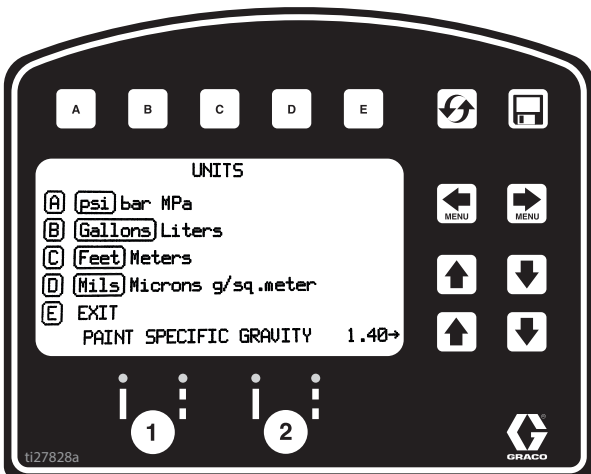 A B C D E
UNITS
A psi bar MPa
B Gallons Liters
C Feet Meters
D Mils Microns g/sq.meter
E EXIT
PAINT SPECIFIC GRAVITY 1.40→
MENU MENU
1 2
ti27828a
G
GRACO